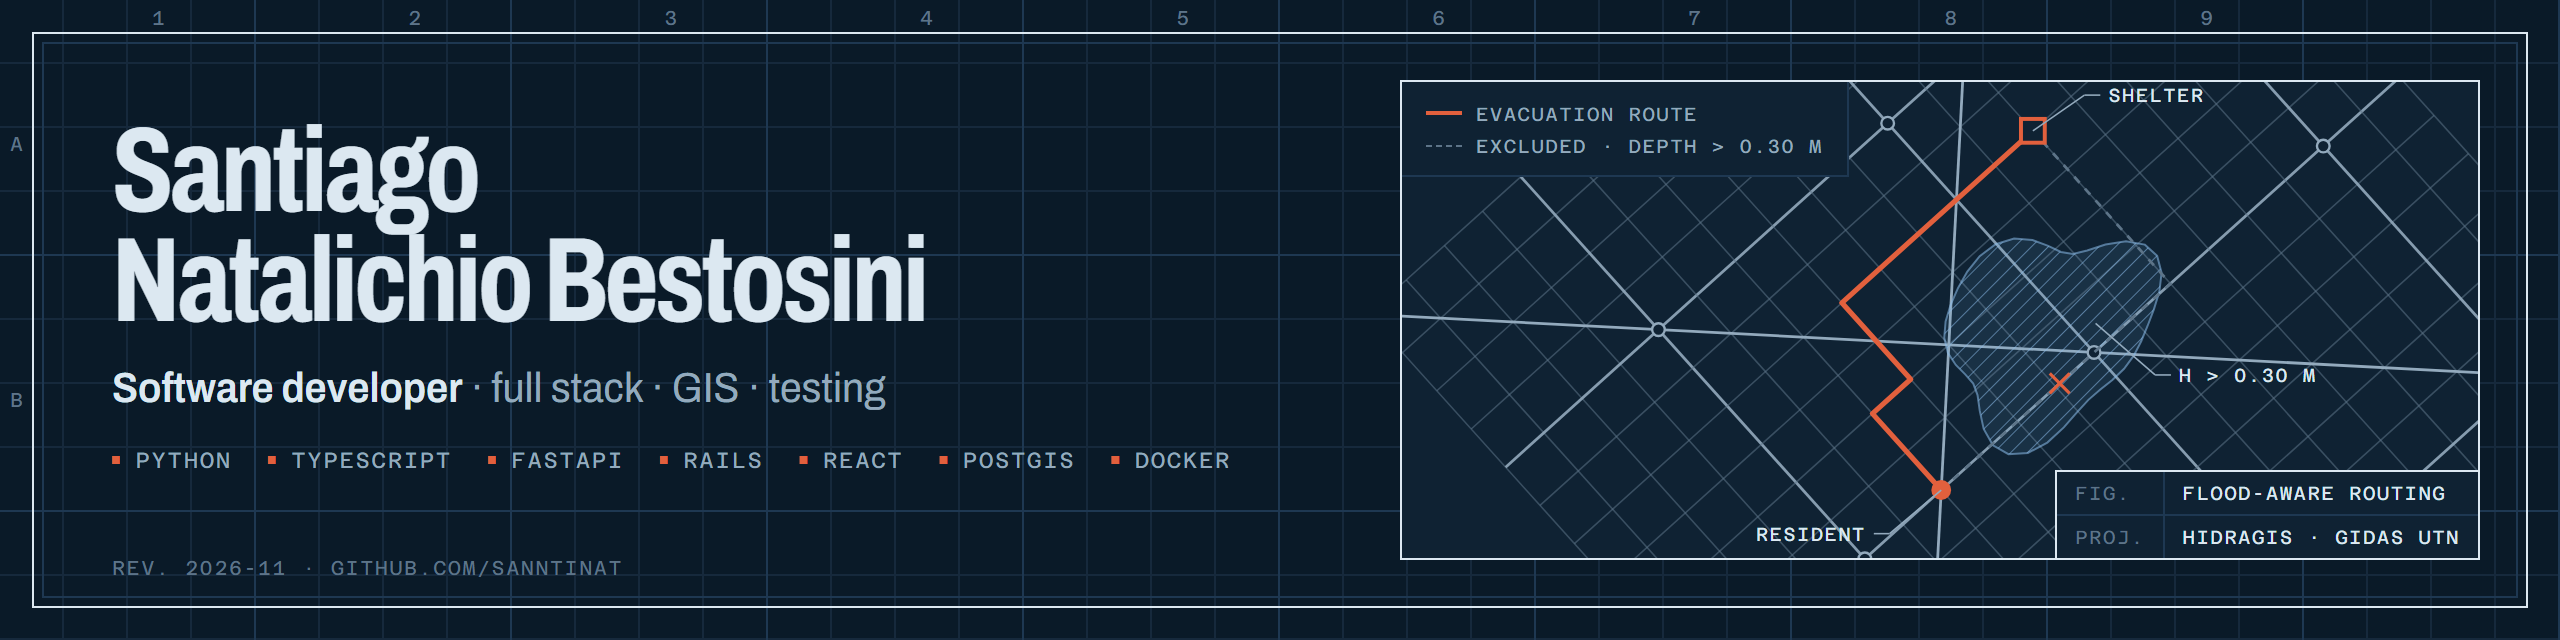 1 2 3 4 5 6 7 8 9
A
B
Santiago
Natalichio Bestosini
Software developer · full stack · GIS · testing
PYTHON TYPESCRIPT FASTAPI RAILS REACT POSTGIS DOCKER
REV. 2026-11 · GITHUB.COM/SANNTINAT
EVACUATION ROUTE
EXCLUDED · DEPTH > 0.30 M
SHELTER
H > 0.30 M
RESIDENT
FIG. FLOOD-AWARE ROUTING
PROJ. HIDRAGIS · GIDAS UTN